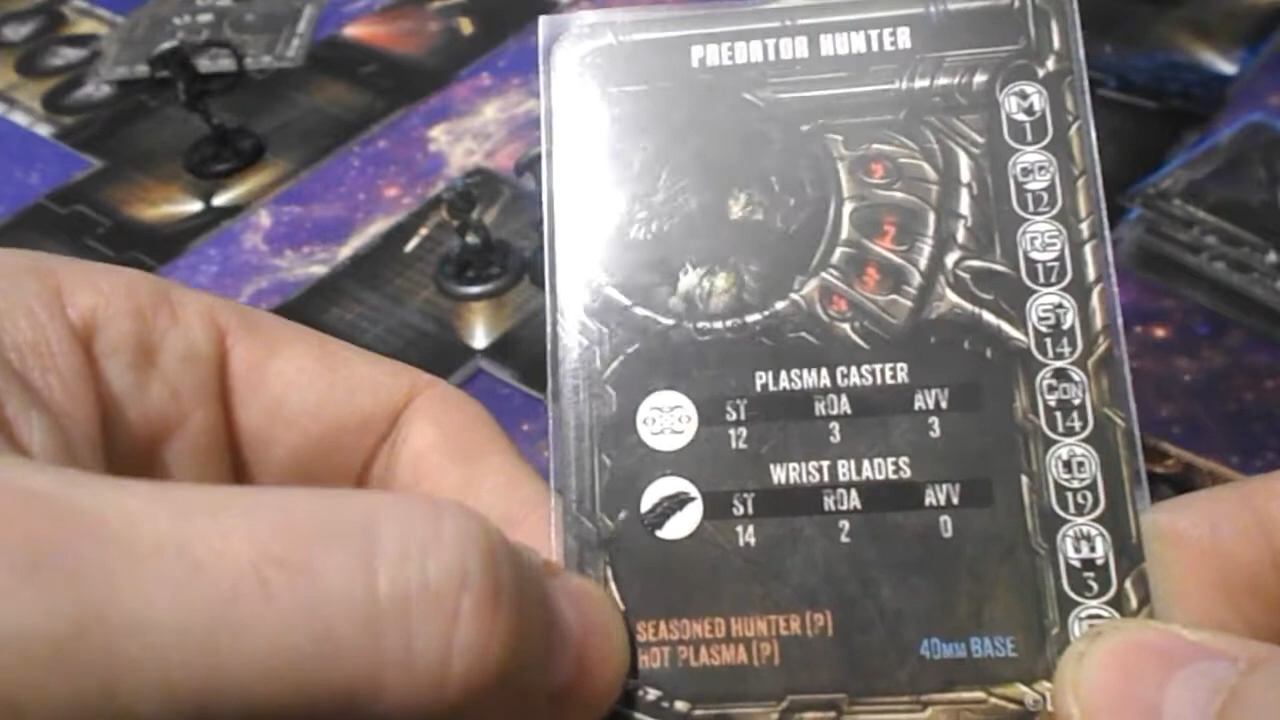 PREDATOR HUNTER
M
1
CC
12
RS
17
ST
14
CON
14
LD
19
W
3
PLASMA CASTER
ST ROA AVV
12 3 3
WRIST BLADES
ST ROA AVV
14 2 0
SEASONED HUNTER (P)
HOT PLASMA (P)
40MM BASE